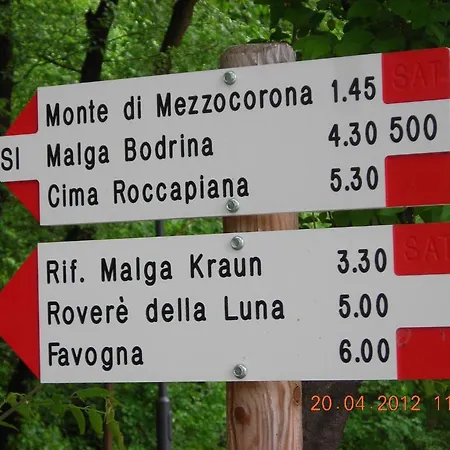 Monte di Mezzocorona 1.45 SAT
SI Malga Bodrina 4.30 500
Cima Roccapiana 5.30
Rif. Malga Kraun 3.30 SAT
Roverè della Luna 5.00
Favogna 6.00
20.04.2012 11